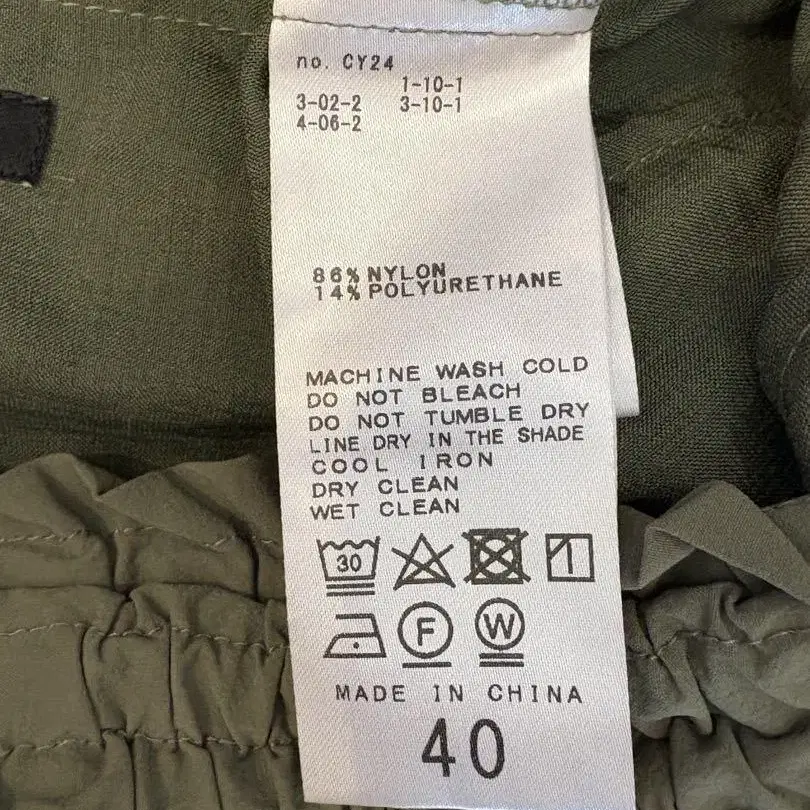 no. CY24
1-10-1
3-02-2 3-10-1
4-06-2
86% NYLON
14% POLYURETHANE
MACHINE WASH COLD
DO NOT BLEACH
DO NOT TUMBLE DRY
LINE DRY IN THE SHADE
COOL IRON
DRY CLEAN
WET CLEAN
30
F W
MADE IN CHINA
40